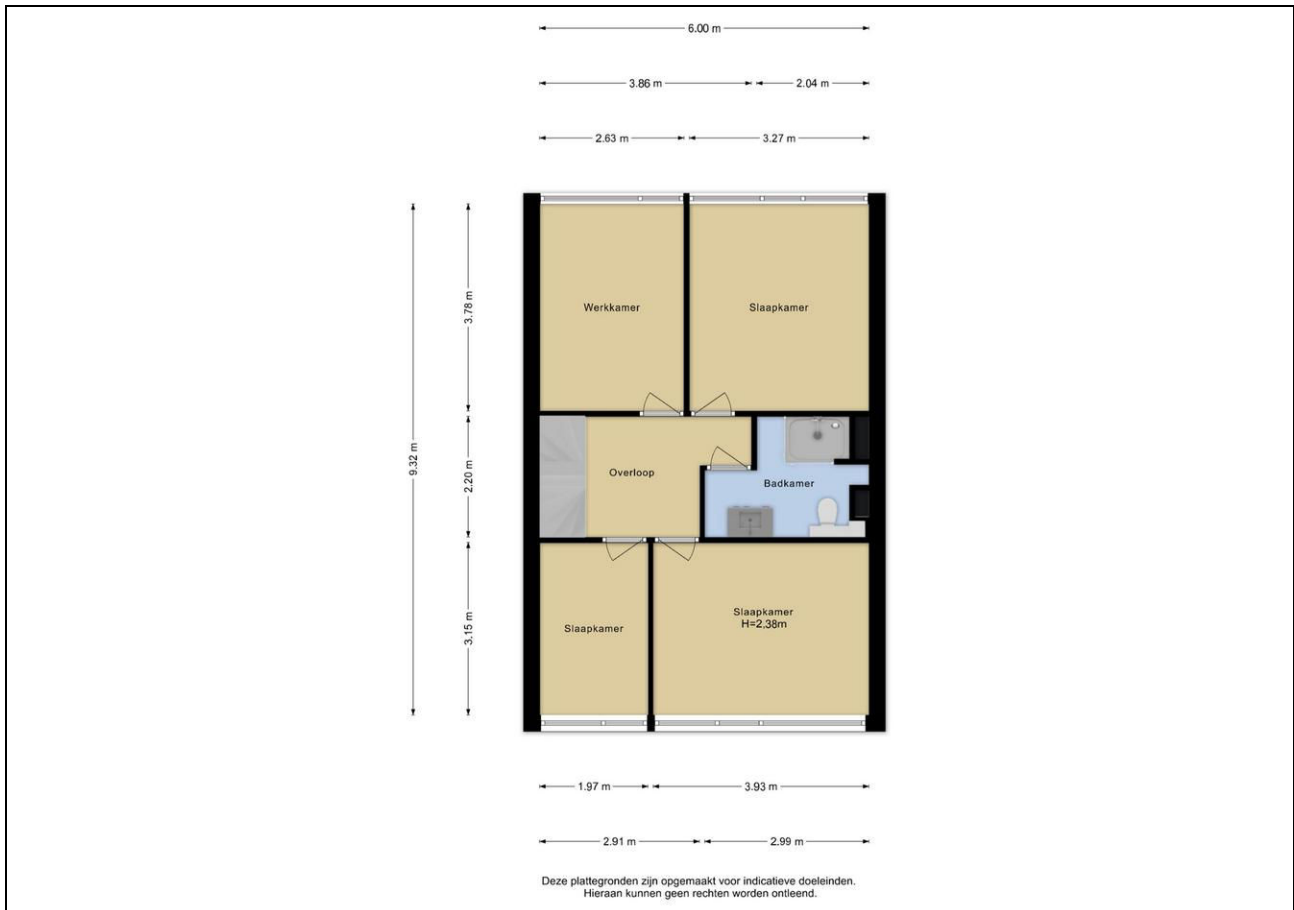 6.00 m
3.86 m
2.04 m
2.63 m
3.27 m
3.78 m
9.32 m
2.20 m
3.15 m
Werkkamer
Slaapkamer
Overloop
Badkamer
Slaapkamer
Slaapkamer
H=2.38m
1.97 m
3.93 m
2.91 m
2.99 m
Deze plattegronden zijn opgemaakt voor indicatieve doeleinden.
Hieraan kunnen geen rechten worden ontleend.